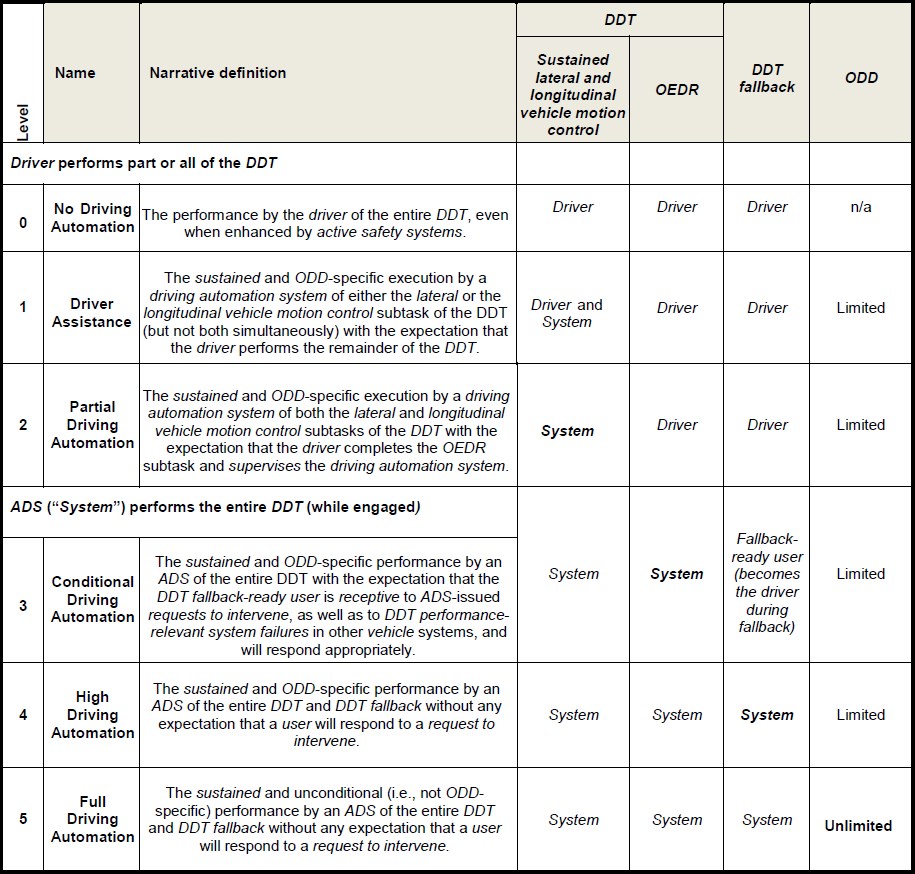 Level
Name
Narrative definition
DDT
Sustained
lateral and
longitudinal
vehicle motion
control
OEDR
DDT
fallback
ODD
Driver performs part or all of the DDT
0
No Driving
Automation
The performance by the driver of the entire DDT, even
when enhanced by active safety systems.
Driver
Driver
Driver
n/a
1
Driver
Assistance
The sustained and ODD-specific execution by a
driving automation system of either the lateral or the
longitudinal vehicle motion control subtask of the DDT
(but not both simultaneously) with the expectation that
the driver performs the remainder of the DDT.
Driver and
System
Driver
Driver
Limited
2
Partial
Driving
Automation
The sustained and ODD-specific execution by a driving
automation system of both the lateral and longitudinal
vehicle motion control subtasks of the DDT with the
expectation that the driver completes the OEDR
subtask and supervises the driving automation system.
System
Driver
Driver
Limited
ADS (“System”) performs the entire DDT (while engaged)
3
Conditional
Driving
Automation
The sustained and ODD-specific performance by an
ADS of the entire DDT with the expectation that the
DDT fallback-ready user is receptive to ADS-issued
requests to intervene, as well as to DDT performance-
relevant system failures in other vehicle systems, and
will respond appropriately.
System
System
Fallback-
ready user
(becomes
the driver
during
fallback)
Limited
4
High
Driving
Automation
The sustained and ODD-specific performance by an
ADS of the entire DDT and DDT fallback without any
expectation that a user will respond to a request to
intervene.
System
System
System
Limited
5
Full
Driving
Automation
The sustained and unconditional (i.e., not ODD-
specific) performance by an ADS of the entire DDT
and DDT fallback without any expectation that a user
will respond to a request to intervene.
System
System
System
Unlimited